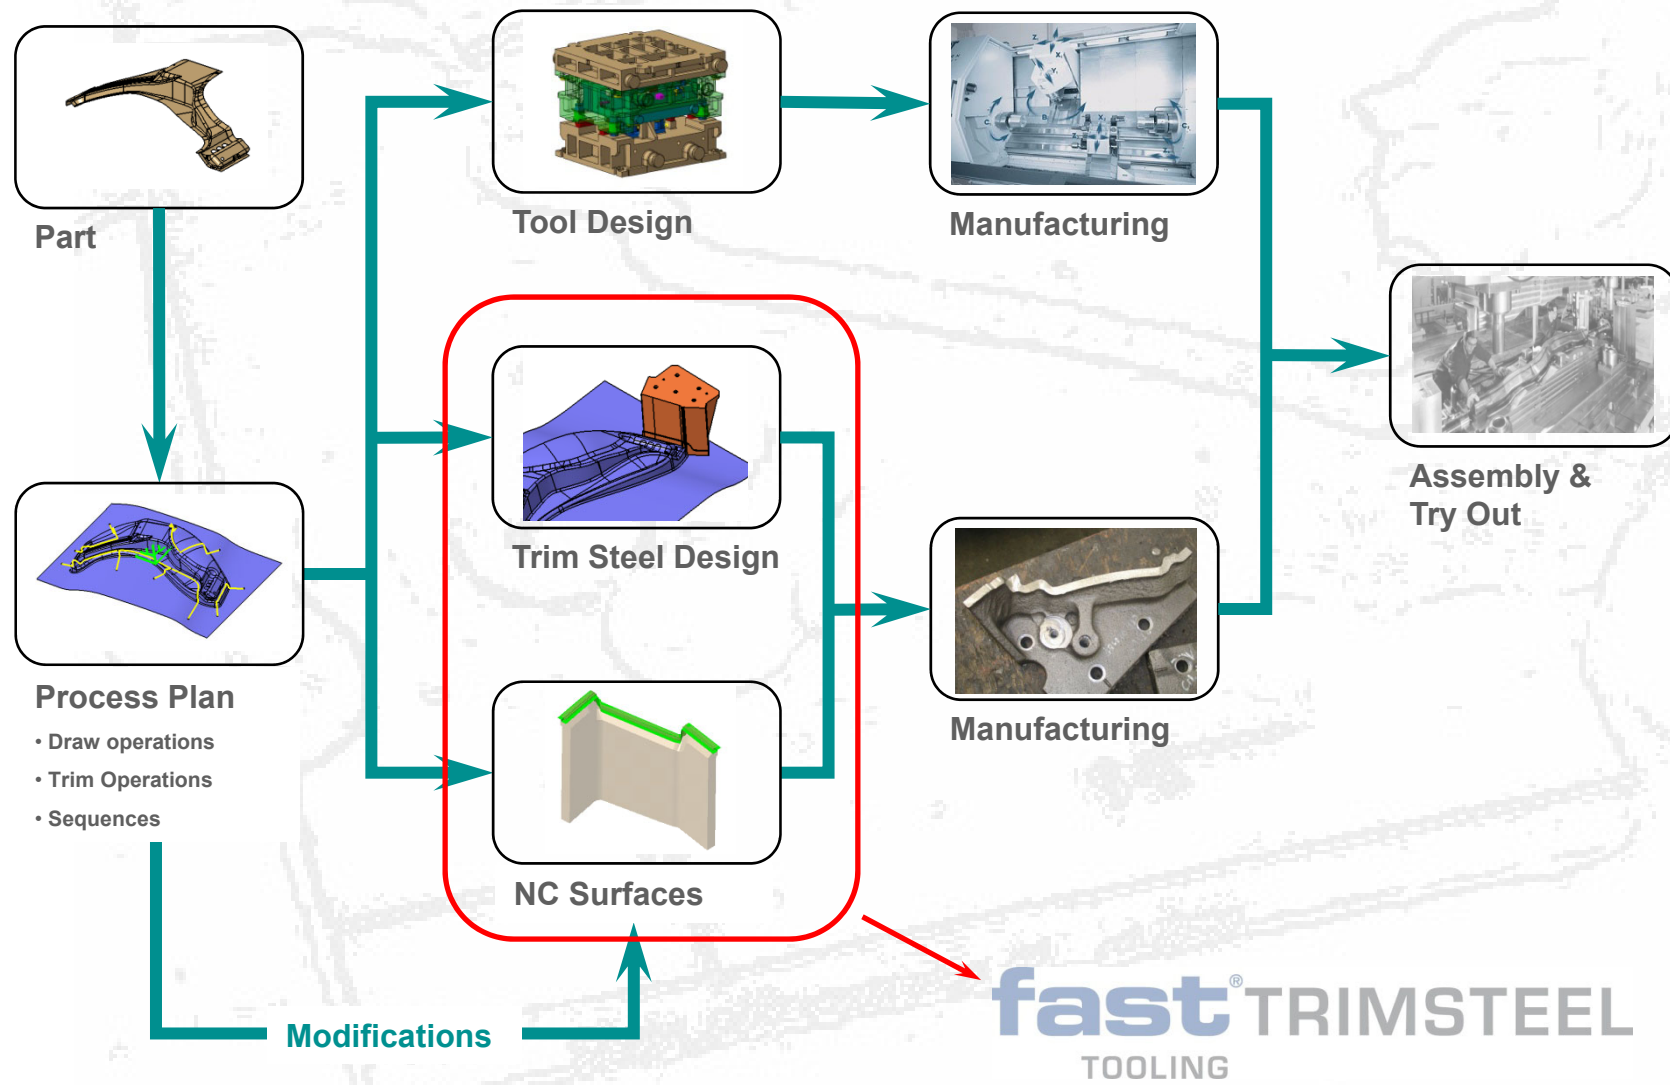 Part
Tool Design
Manufacturing
Trim Steel Design
Assembly &
Try Out
Process Plan
• Draw operations
• Trim Operations
• Sequences
NC Surfaces
Manufacturing
Modifications
fast® TRIMSTEEL
TOOLING